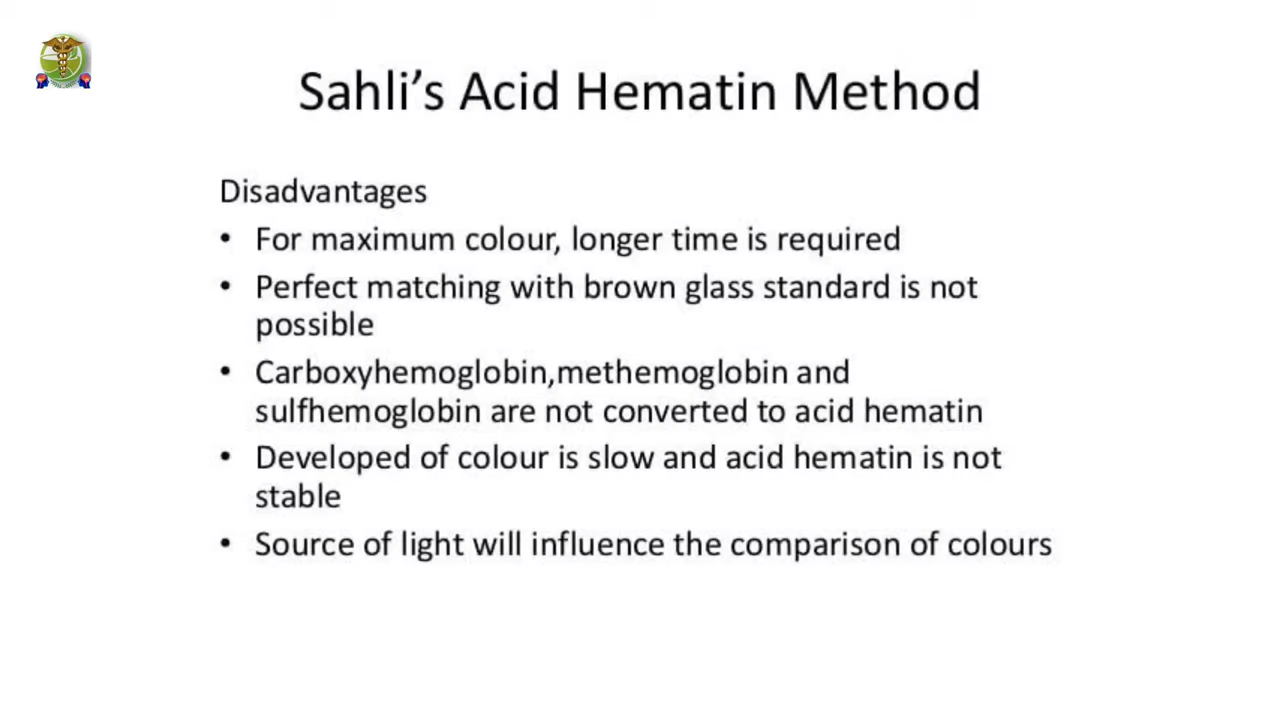 Sahli's Acid Hematin Method
Disadvantages
• For maximum colour, longer time is required
• Perfect matching with brown glass standard is not
possible
• Carboxyhemoglobin,methemoglobin and
sulfhemoglobin are not converted to acid hematin
• Developed of colour is slow and acid hematin is not
stable
• Source of light will influence the comparison of colours